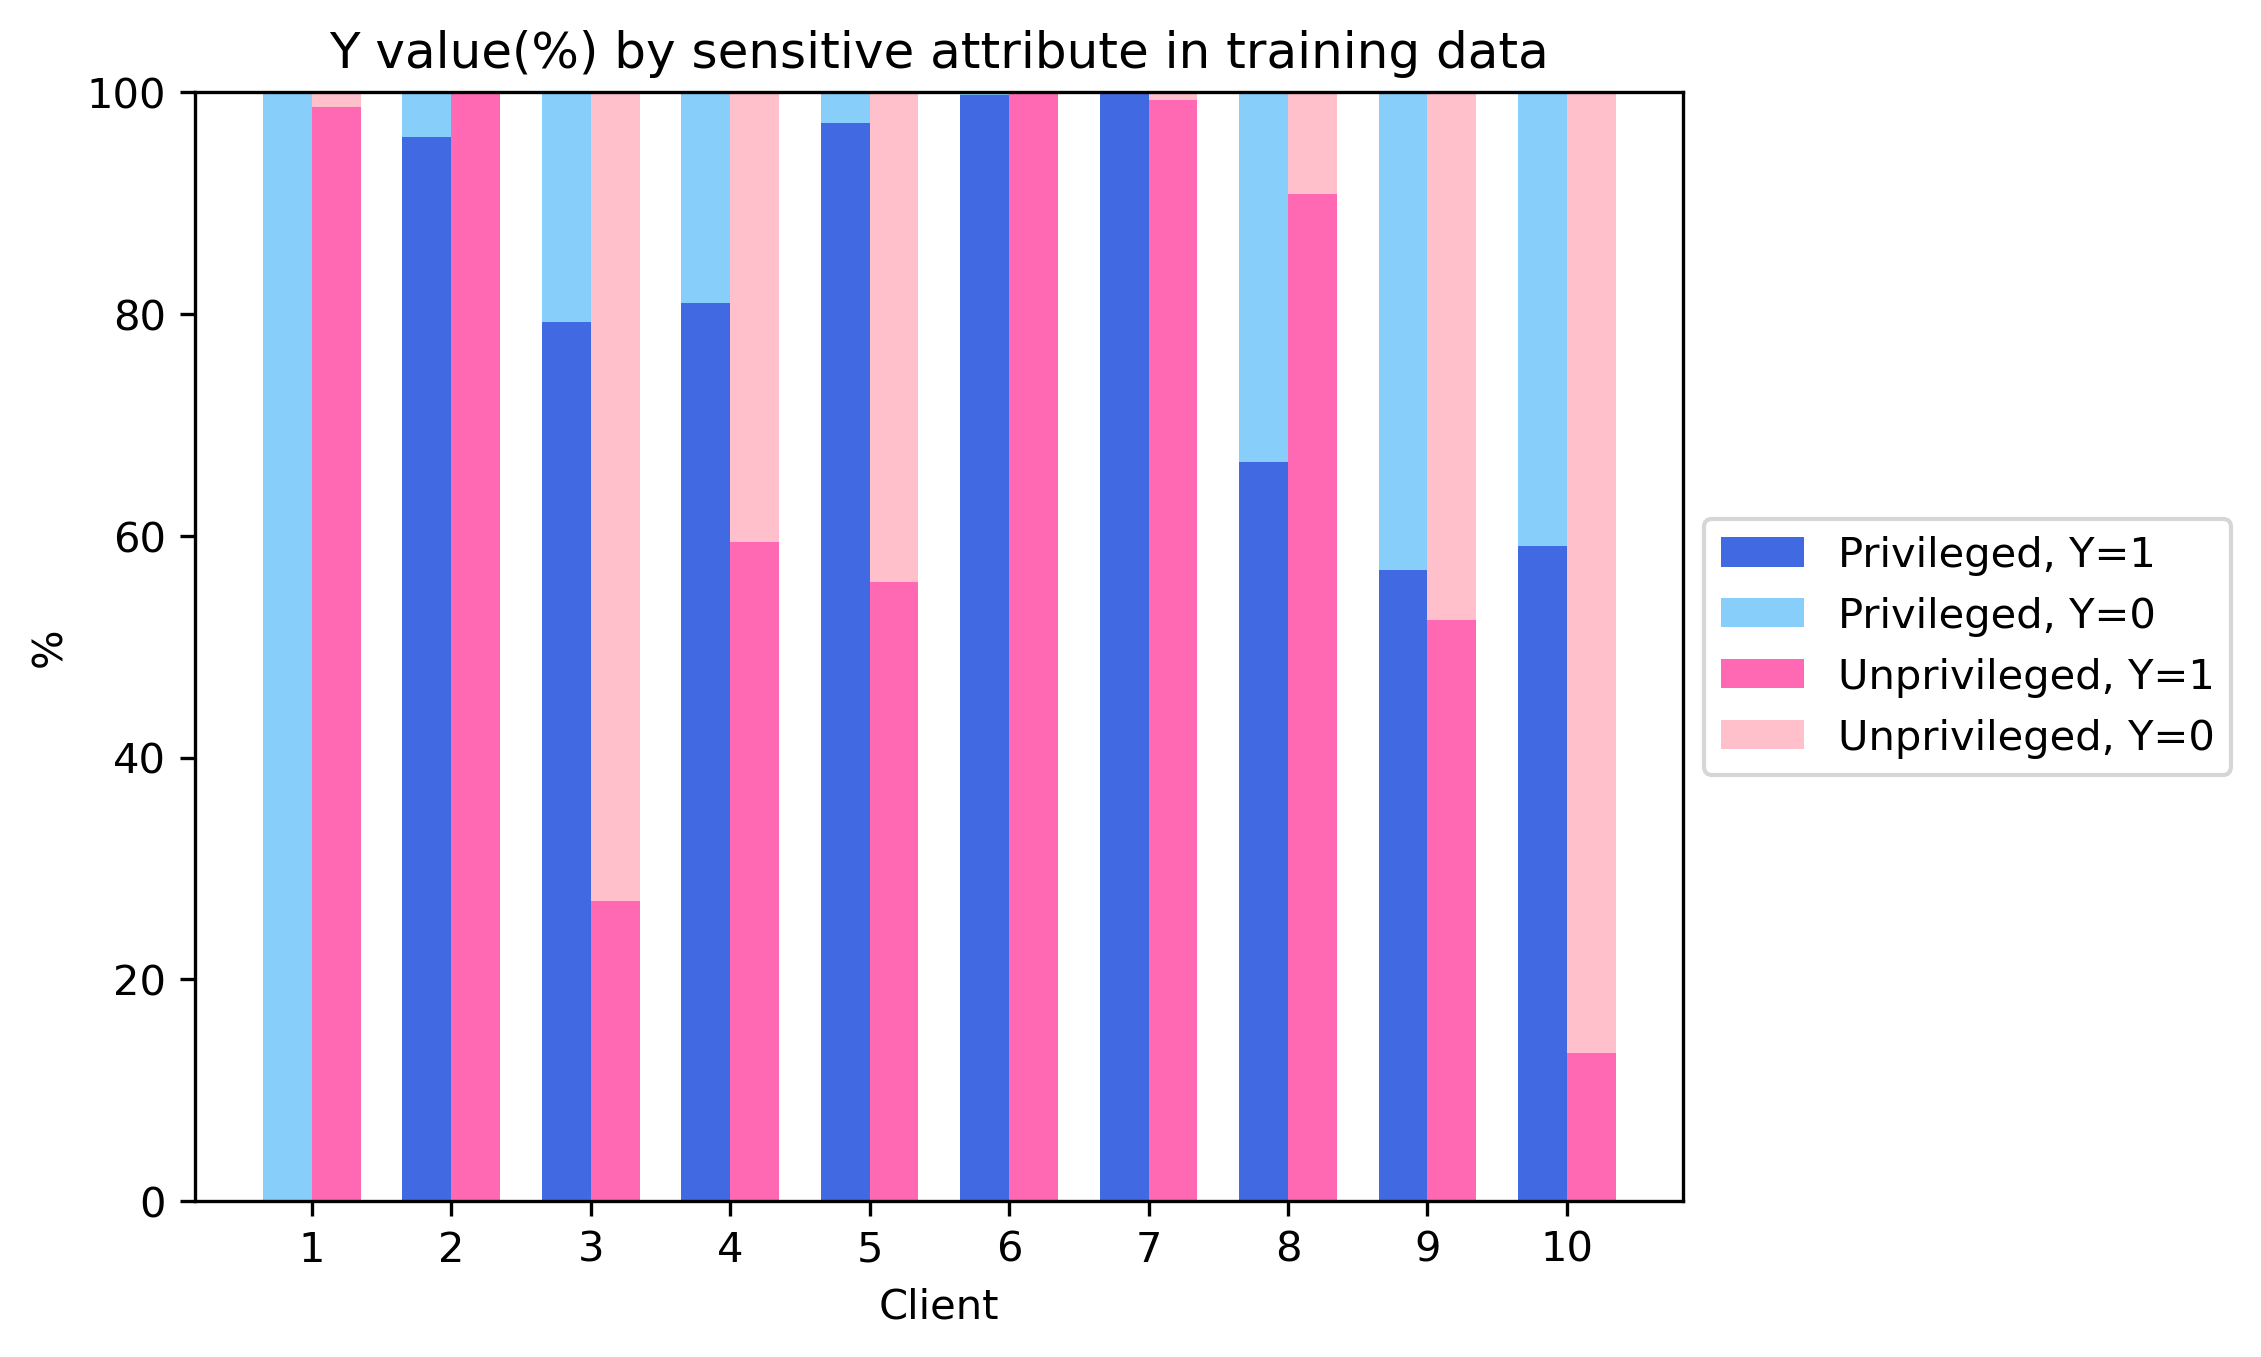 Y value(%) by sensitive attribute in training data
100
80
60
40
20
0
%
1 2 3 4 5 6 7 8 9 10
Client
Privileged, Y=1
Privileged, Y=0
Unprivileged, Y=1
Unprivileged, Y=0